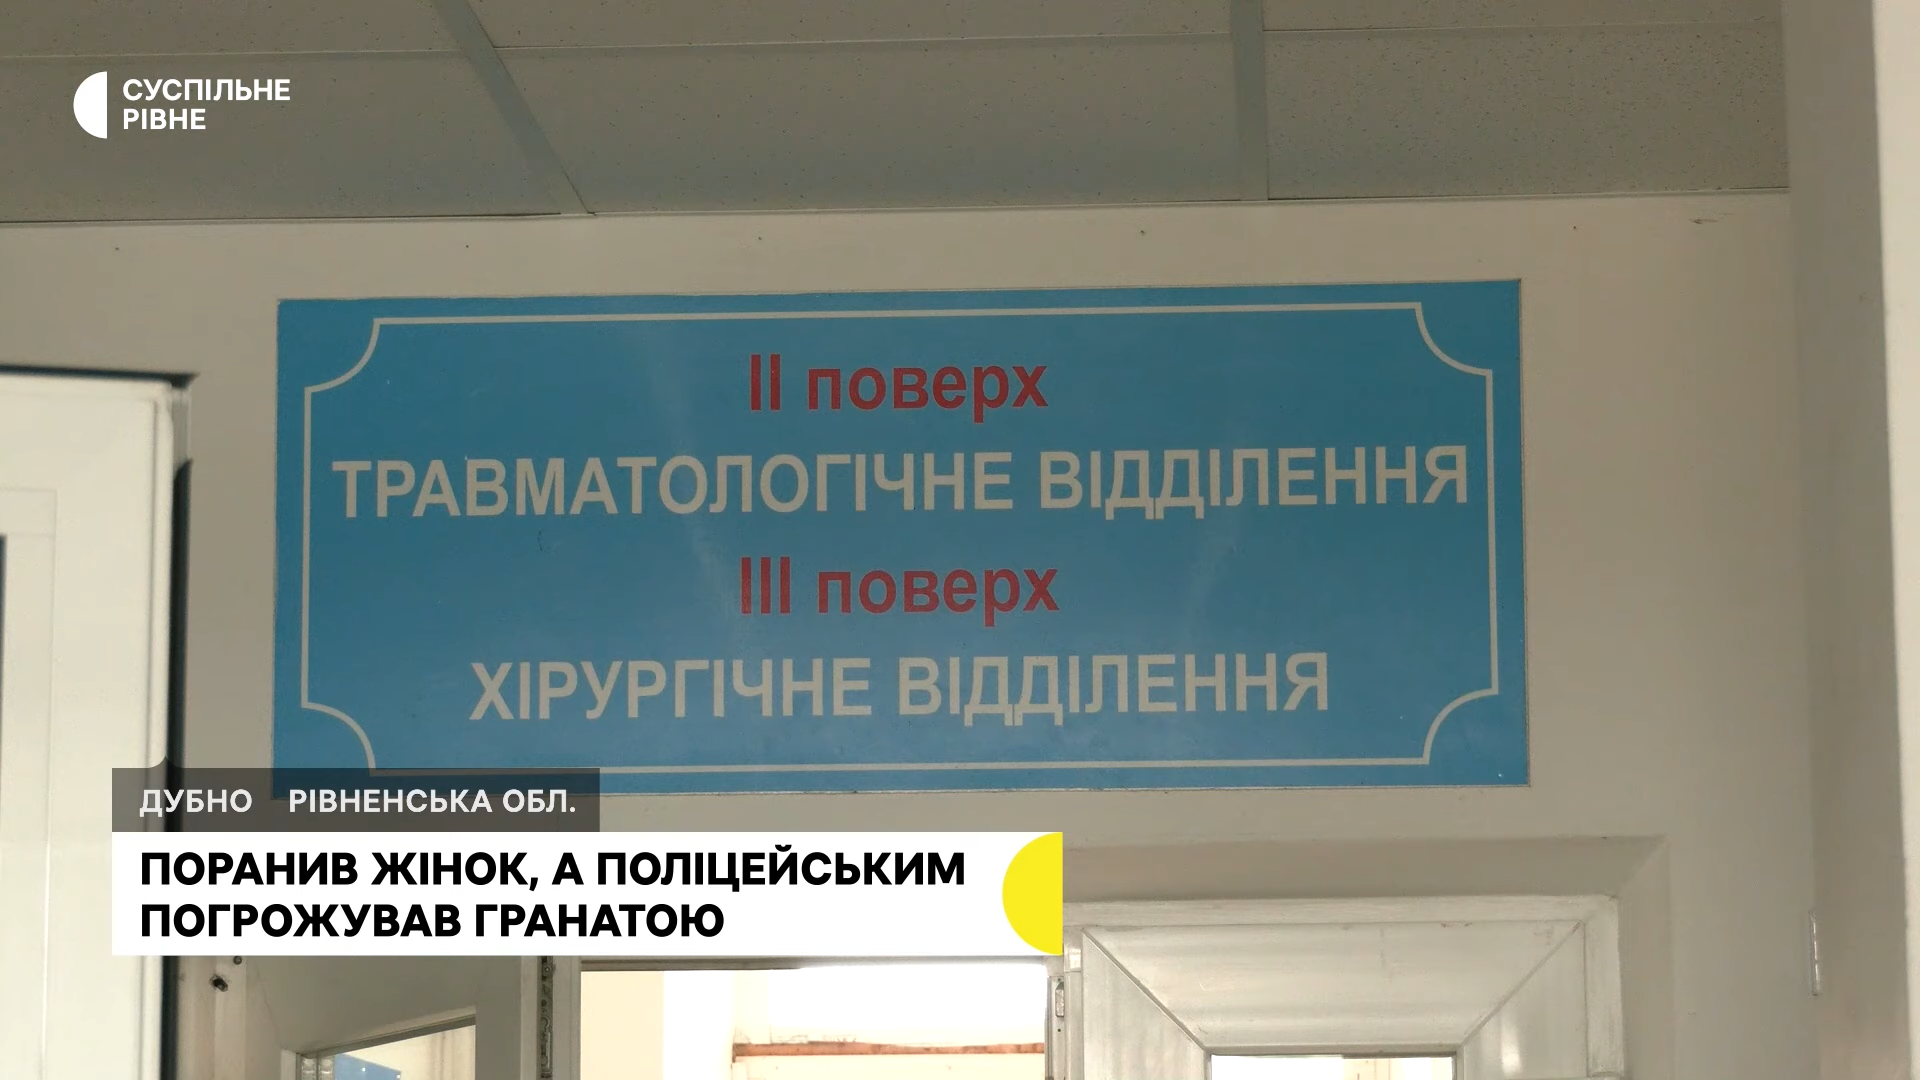 СУСПІЛЬНЕ
РІВНЕ
II поверх
ТРАВМАТОЛОГІЧНЕ ВІДДІЛЕННЯ
III поверх
ХІРУРГІЧНЕ ВІДДІЛЕННЯ
ДУБНО РІВНЕНСЬКА ОБЛ.
ПОРАНИВ ЖІНОК, А ПОЛІЦЕЙСЬКИМ
ПОГРОЖУВАВ ГРАНАТОЮ